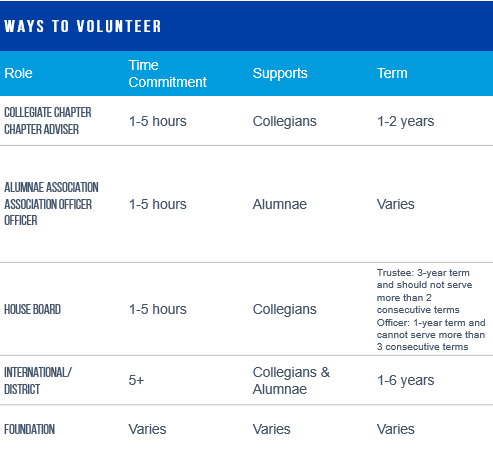 WAYS TO VOLUNTEER
Role
Time
Commitment
Supports
Term
COLLEGIATE CHAPTER
CHAPTER ADVISER
1-5 hours
Collegians
1-2 years
ALUMNAE ASSOCIATION
ASSOCIATION OFFICER
OFFICER
1-5 hours
Alumnae
Varies
HOUSE BOARD
1-5 hours
Collegians
Trustee: 3-year term
and should not serve
more than 2
consecutive terms
Officer: 1-year term and
cannot serve more than
3 consecutive terms
INTERNATIONAL/
DISTRICT
5+
Collegians &
Alumnae
1-6 years
FOUNDATION
Varies
Varies
Varies